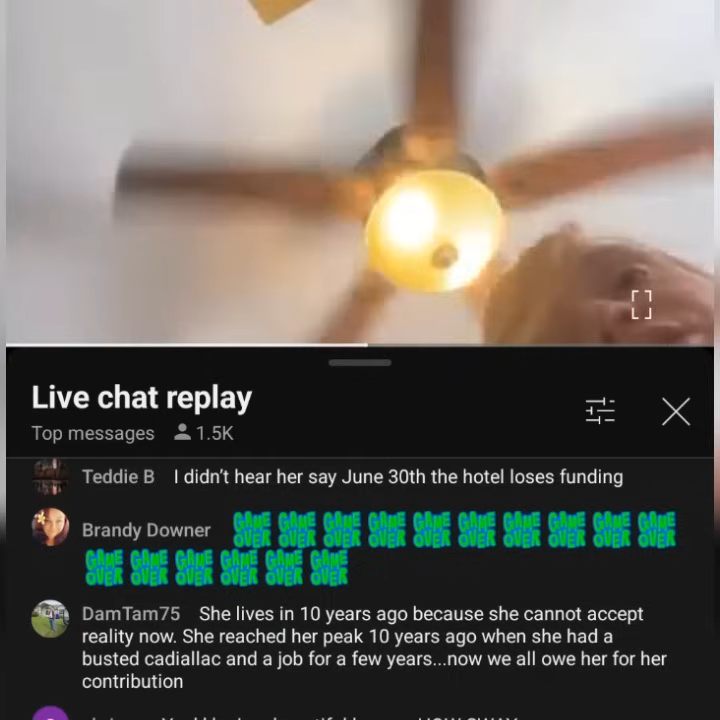 Live chat replay
Top messages 1.5K
Teddie B I didn't hear her say June 30th the hotel loses funding
Brandy Downer GAME OVER GAME OVER GAME OVER GAME OVER GAME OVER GAME OVER GAME OVER GAME OVER GAME OVER GAME OVER
GAME OVER GAME OVER GAME OVER GAME OVER GAME OVER GAME OVER
DamTam75 She lives in 10 years ago because she cannot accept
reality now. She reached her peak 10 years ago when she had a
busted cadiallac and a job for a few years...now we all owe her for her
contribution